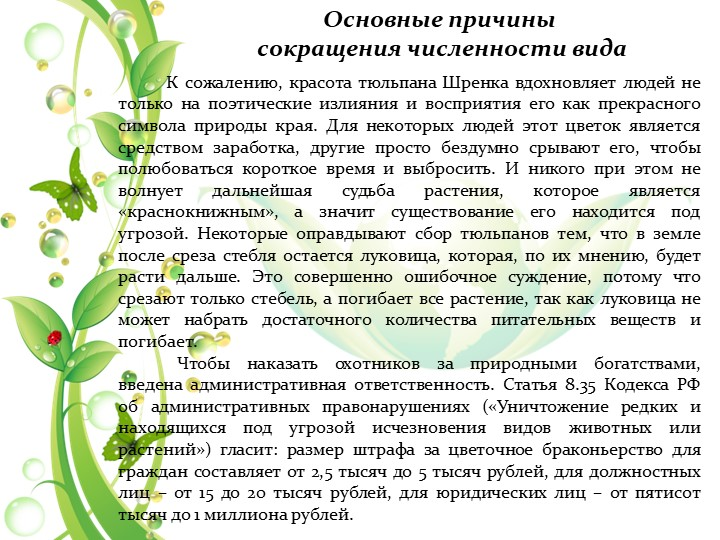 Основные причины
сокращения численности вида
К сожалению, красота тюльпана Шренка вдохновляет людей не
только на поэтические излияния и восприятия его как прекрасного
символа природы края. Для некоторых людей этот цветок является
средством заработка, другие просто бездумно срывают его, чтобы
полюбоваться короткое время и выбросить. И никого при этом не
волнует дальнейшая судьба растения, которое является
«краснокнижным», а значит существование его находится под
угрозой. Некоторые оправдывают сбор тюльпанов тем, что в земле
после среза стебля остается луковица, которая, по их мнению, будет
расти дальше. Это совершенно ошибочное суждение, потому что
срезают только стебель, а погибает все растение, так как луковица не
может набрать достаточного количества питательных веществ и
погибает.
Чтобы наказать охотников за природными богатствами,
введена административная ответственность. Статья 8.35 Кодекса РФ
об административных правонарушениях («Уничтожение редких и
находящихся под угрозой исчезновения видов животных или
растений») гласит: размер штрафа за цветочное браконьерство для
граждан составляет от 2,5 тысяч до 5 тысяч рублей, для должностных
лиц – от 15 до 20 тысяч рублей, для юридических лиц – от пятисот
тысяч до 1 миллиона рублей.